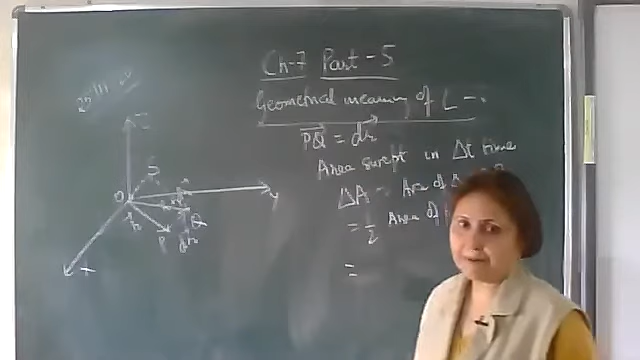 Ch-7 Part-5
Geometrical meaning of L -
PQ = dr
Area swept in Δt time
ΔA = Area of Δ
= 1/2 Area of
=
Z
S
O
Y
Q
P
X